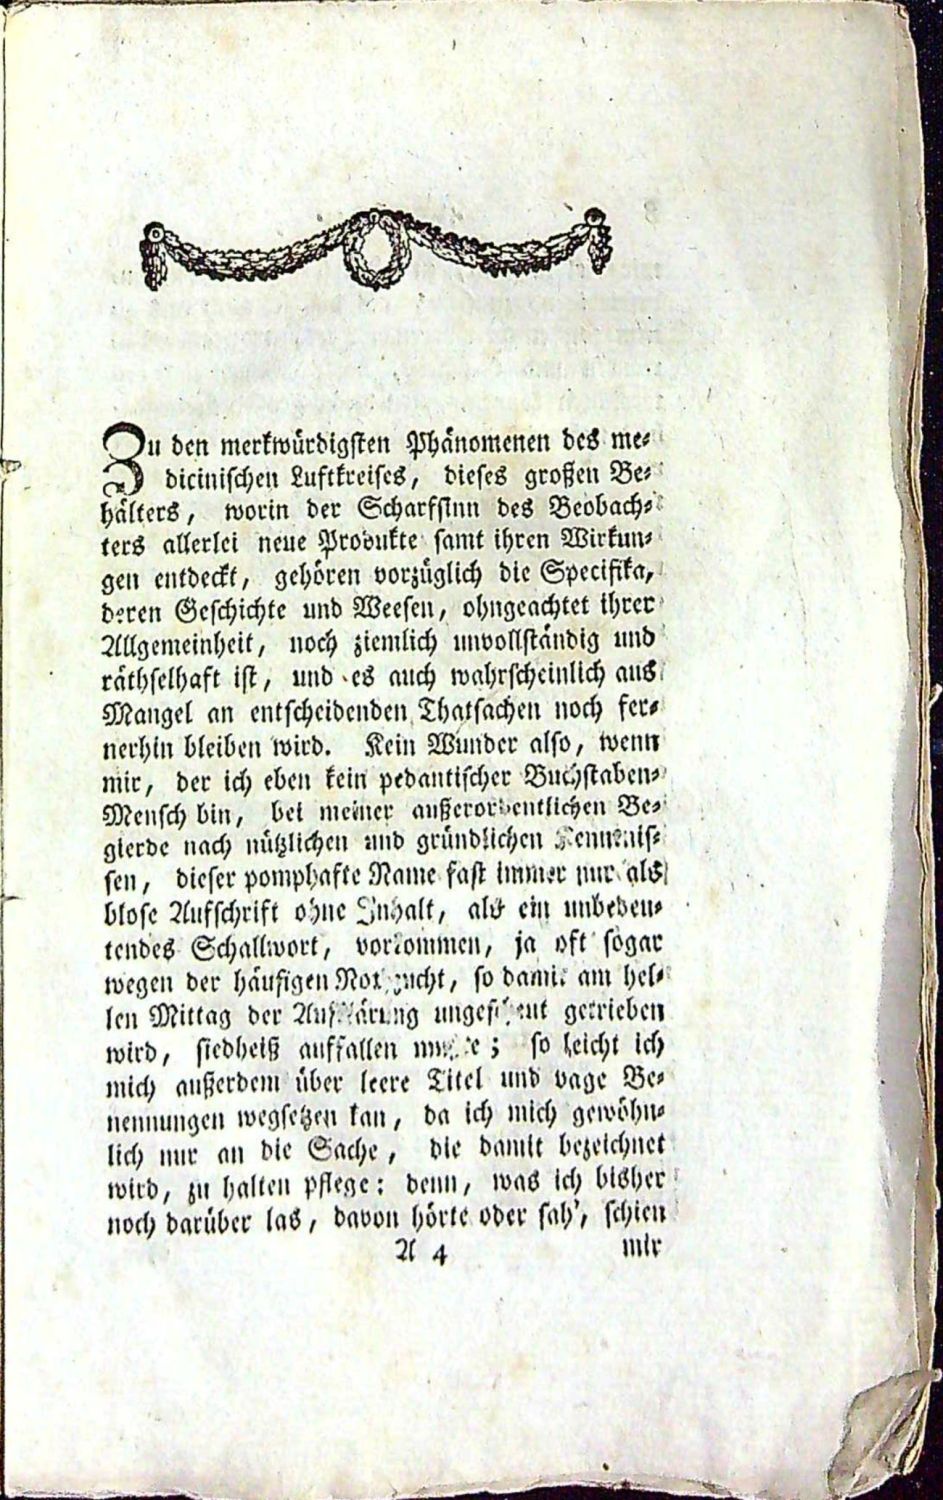 Zu den merkwürdigsten Phänomenen des me-
dicinischen Luftkreises, dieses großen Be-
hälters, worin der Scharfsinn des Beobach-
ters allerlei neue Produkte samt ihren Wirkun-
gen entdeckt, gehören vorzüglich die Specifika,
deren Geschichte und Weesen, ohngeachtet ihrer
Allgemeinheit, noch ziemlich unvollständig und
räthselhaft ist, und es auch wahrscheinlich aus
Mangel an entscheidenden Thatsachen noch fer-
nerhin bleiben wird. Kein Wunder also, wenn
mir, der ich eben kein pedantischer Buchstaben-
Mensch bin, bei meiner außerordentlichen Be-
gierde nach nützlichen und gründlichen Kenntnis-
sen, dieser pomphafte Name fast immer nur als
blose Aufschrift ohne Inhalt, als ein unbedeu-
tendes Schallwort, vorkommen, ja oft sogar
wegen der häufigen Nothzucht, so damit am hel-
len Mittag der Aufklärung ungescheut getrieben
wird, siedheiß auffallen muste; so leicht ich
mich außerdem über leere Titel und vage Be-
nennungen wegsetzen kan, da ich mich gewöhn-
lich nur an die Sache, die damit bezeichnet
wird, zu halten pflege: denn, was ich bisher
noch darüber las, davon hörte oder sah', schien
A 4 mir